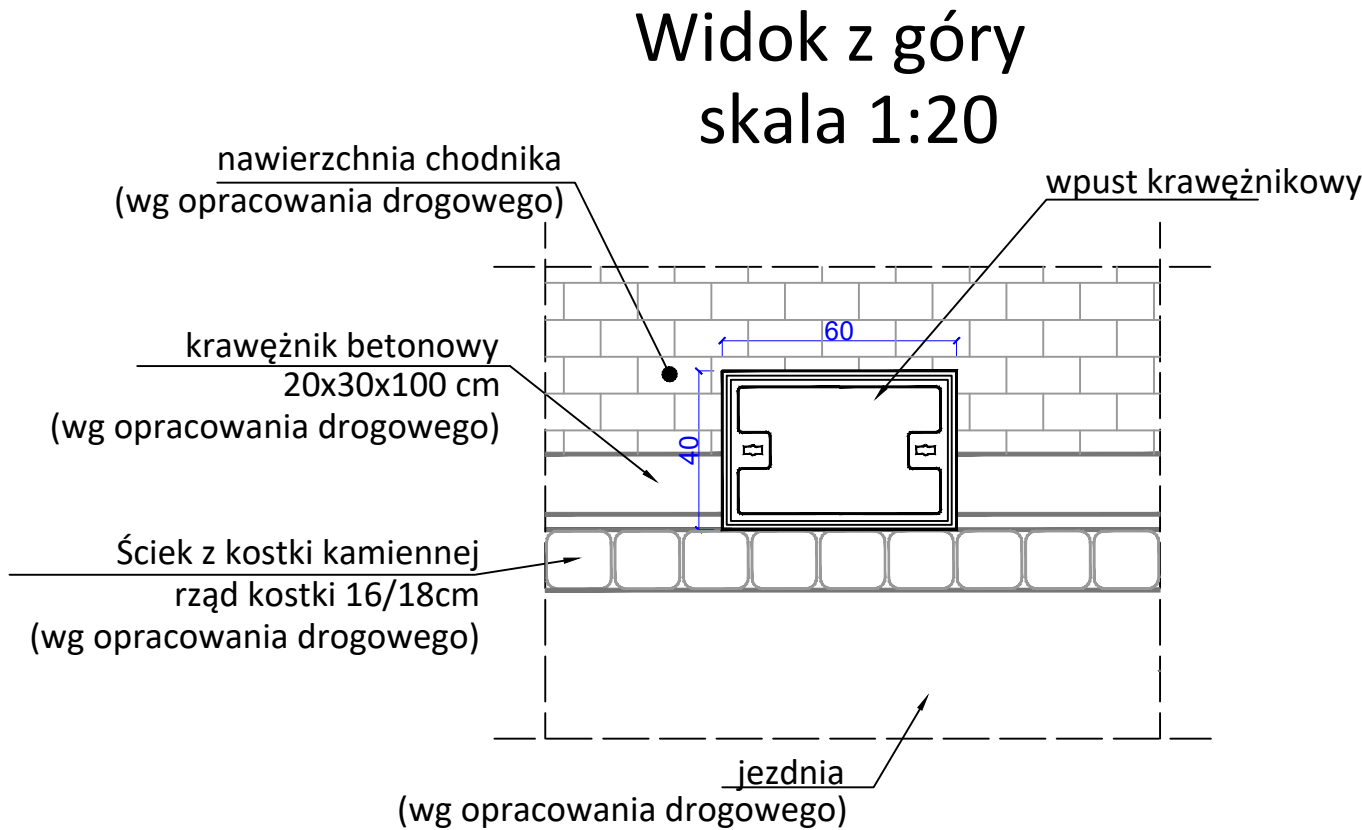 Widok z góry
skala 1:20
nawierzchnia chodnika
(wg opracowania drogowego)
wpust krawężnikowy
60
krawężnik betonowy
20x30x100 cm
(wg opracowania drogowego)
40
Ściek z kostki kamiennej
rząd kostki 16/18cm
(wg opracowania drogowego)
jezdnia
(wg opracowania drogowego)